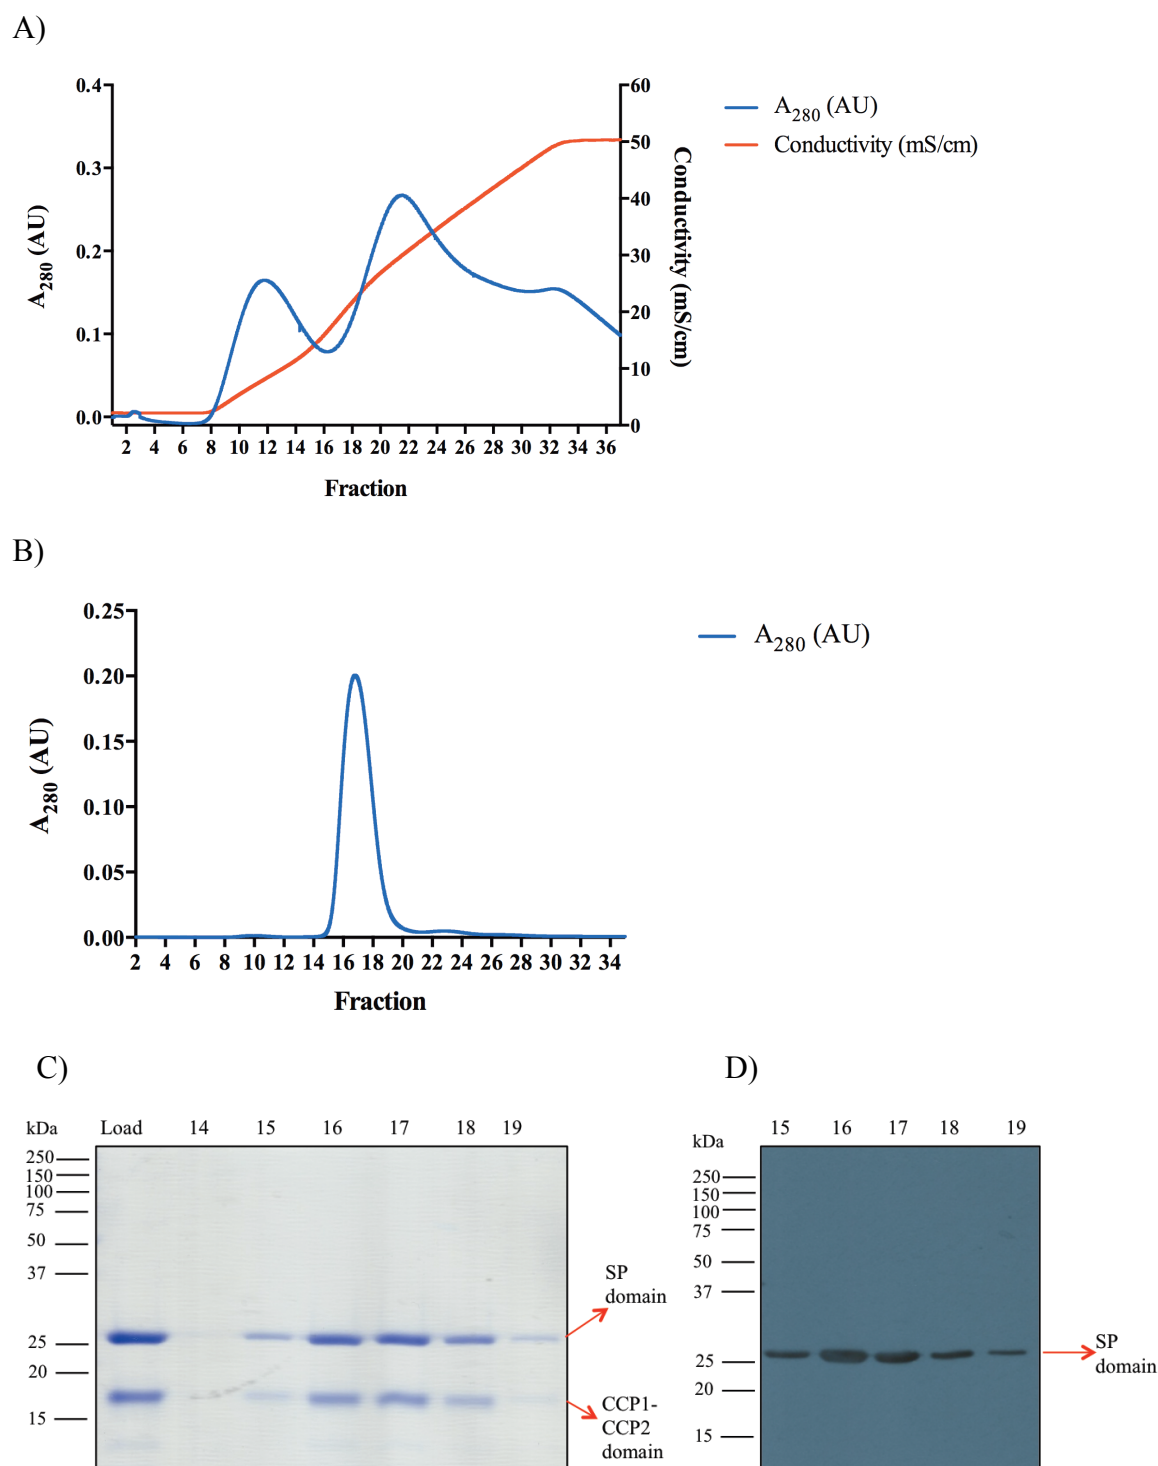 A)
0.4
0.3
0.2
0.1
0.0
A280 (AU)
60
50
40
30
20
10
0
Conductivity (mS/cm)
2 4 6 8 10 12 14 16 18 20 22 24 26 28 30 32 34 36
Fraction
A280 (AU)
Conductivity (mS/cm)
B)
0.25
0.20
0.15
0.10
0.05
0.00
A280 (AU)
2 4 6 8 10 12 14 16 18 20 22 24 26 28 30 32 34
Fraction
A280 (AU)
C)
kDa Load 14 15 16 17 18 19
250
150
100
75
50
37
25
20
15
SP
domain
CCP1-
CCP2
domain
D)
kDa 15 16 17 18 19
250
150
100
75
50
37
25
20
15
SP
domain